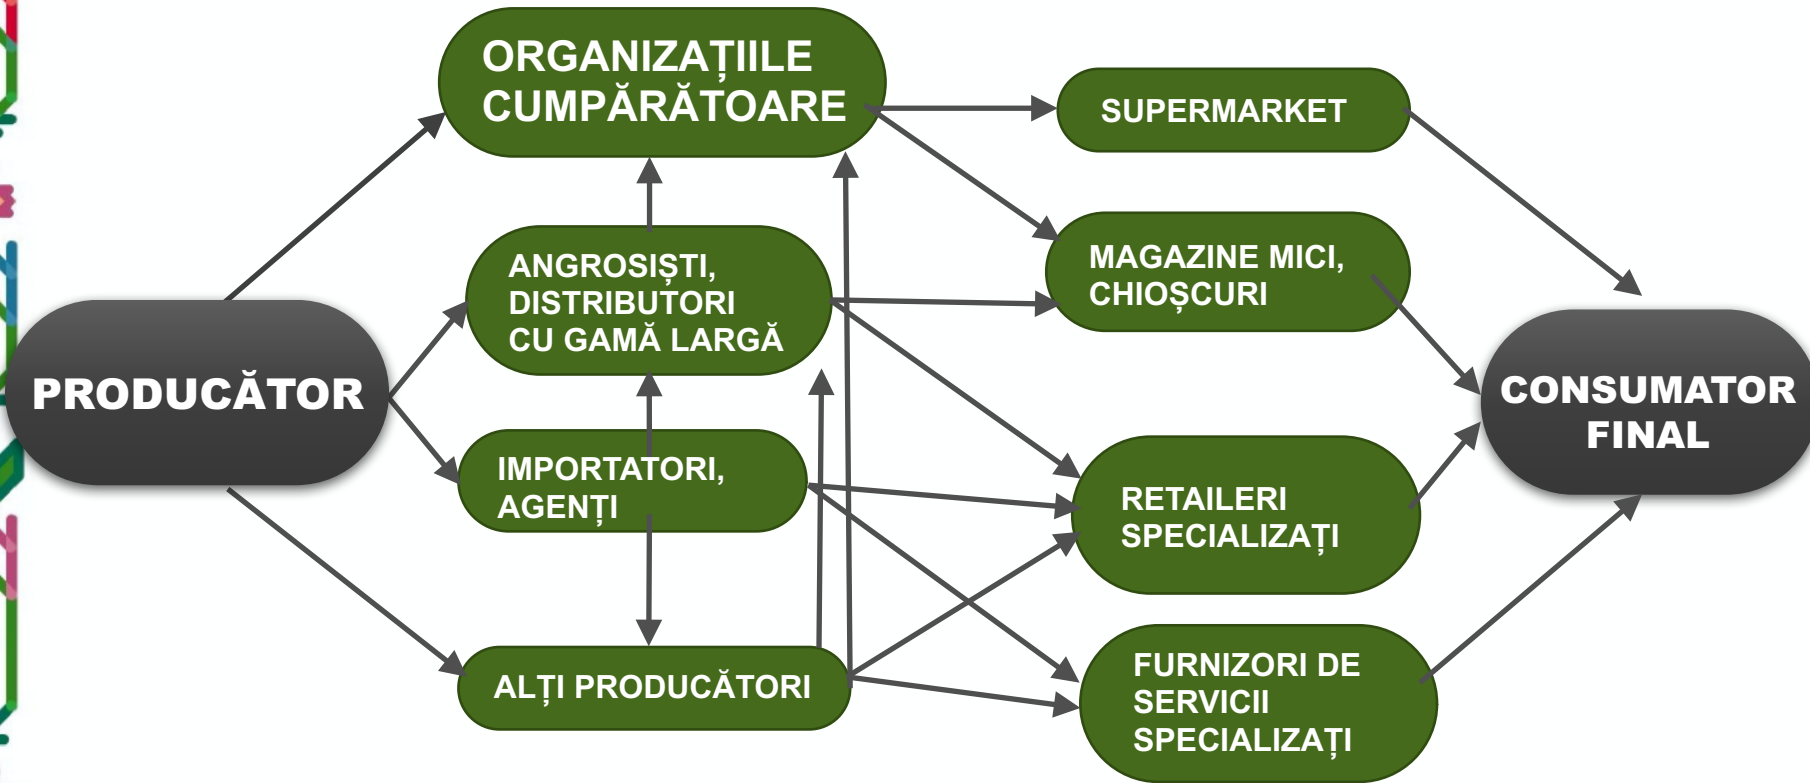 ORGANIZAȚIILE
CUMPĂRĂTOARE
SUPERMARKET
ANGROSIȘTI,
DISTRIBUTORI
CU GAMĂ LARGĂ
MAGAZINE MICI,
CHIOȘCURI
PRODUCĂTOR
CONSUMATOR
FINAL
IMPORTATORI,
AGENȚI
RETAILERI
SPECIALIZAȚI
ALȚI PRODUCĂTORI
FURNIZORI DE
SERVICII
SPECIALIZAȚI